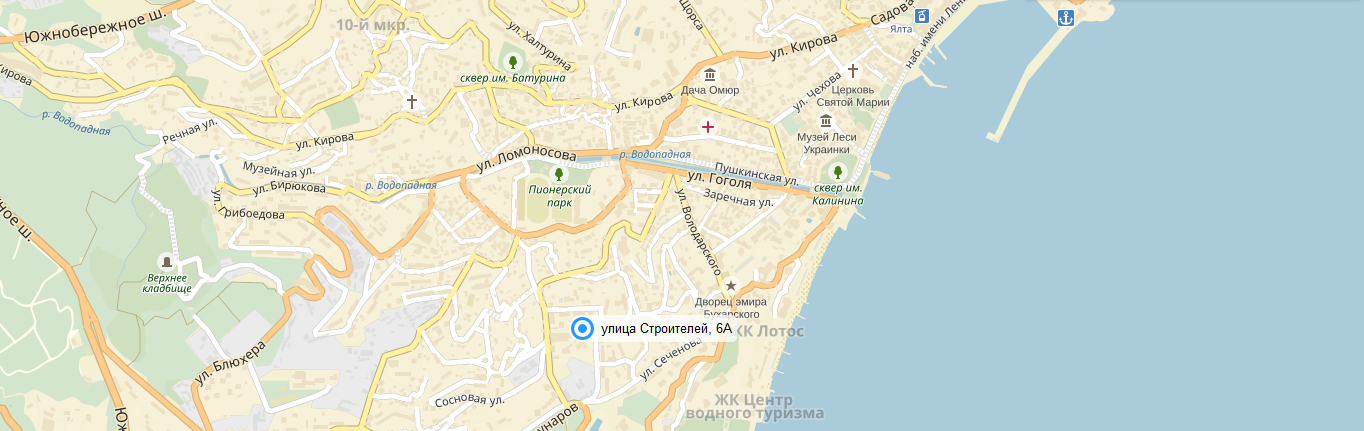 Южнобережное ш.
10-й мкр.
ул. Халтурина
Щорса
ул. Кирова
Садова
Ялта
наб. имени Лени
сквер им. Батурина
Дача Омюр
ул. Чехова
Церковь
Святой Марии
Кирова
ул. Кирова
р. Водопадная
Речная ул.
ул. Кирова
Музей Леси
Украинки
ул. Ломоносова
р. Водопадная
Музейная ул.
ул. Бирюкова
р. Водопадная
Пионерский
парк
Пушкинская ул.
ул. Гоголя
Заречная ул.
сквер им.
Калинина
ул. Грибоедова
ул. Володарского
ное ш.
Верхнее
кладбище
Дворец эмира
Бухарского
улица Строителей, 6А
ЖК Лотос
ул. Сеченова
ул. Блюхера
Сосновая ул.
ЖК Центр
водного туризма
Юж
унаров